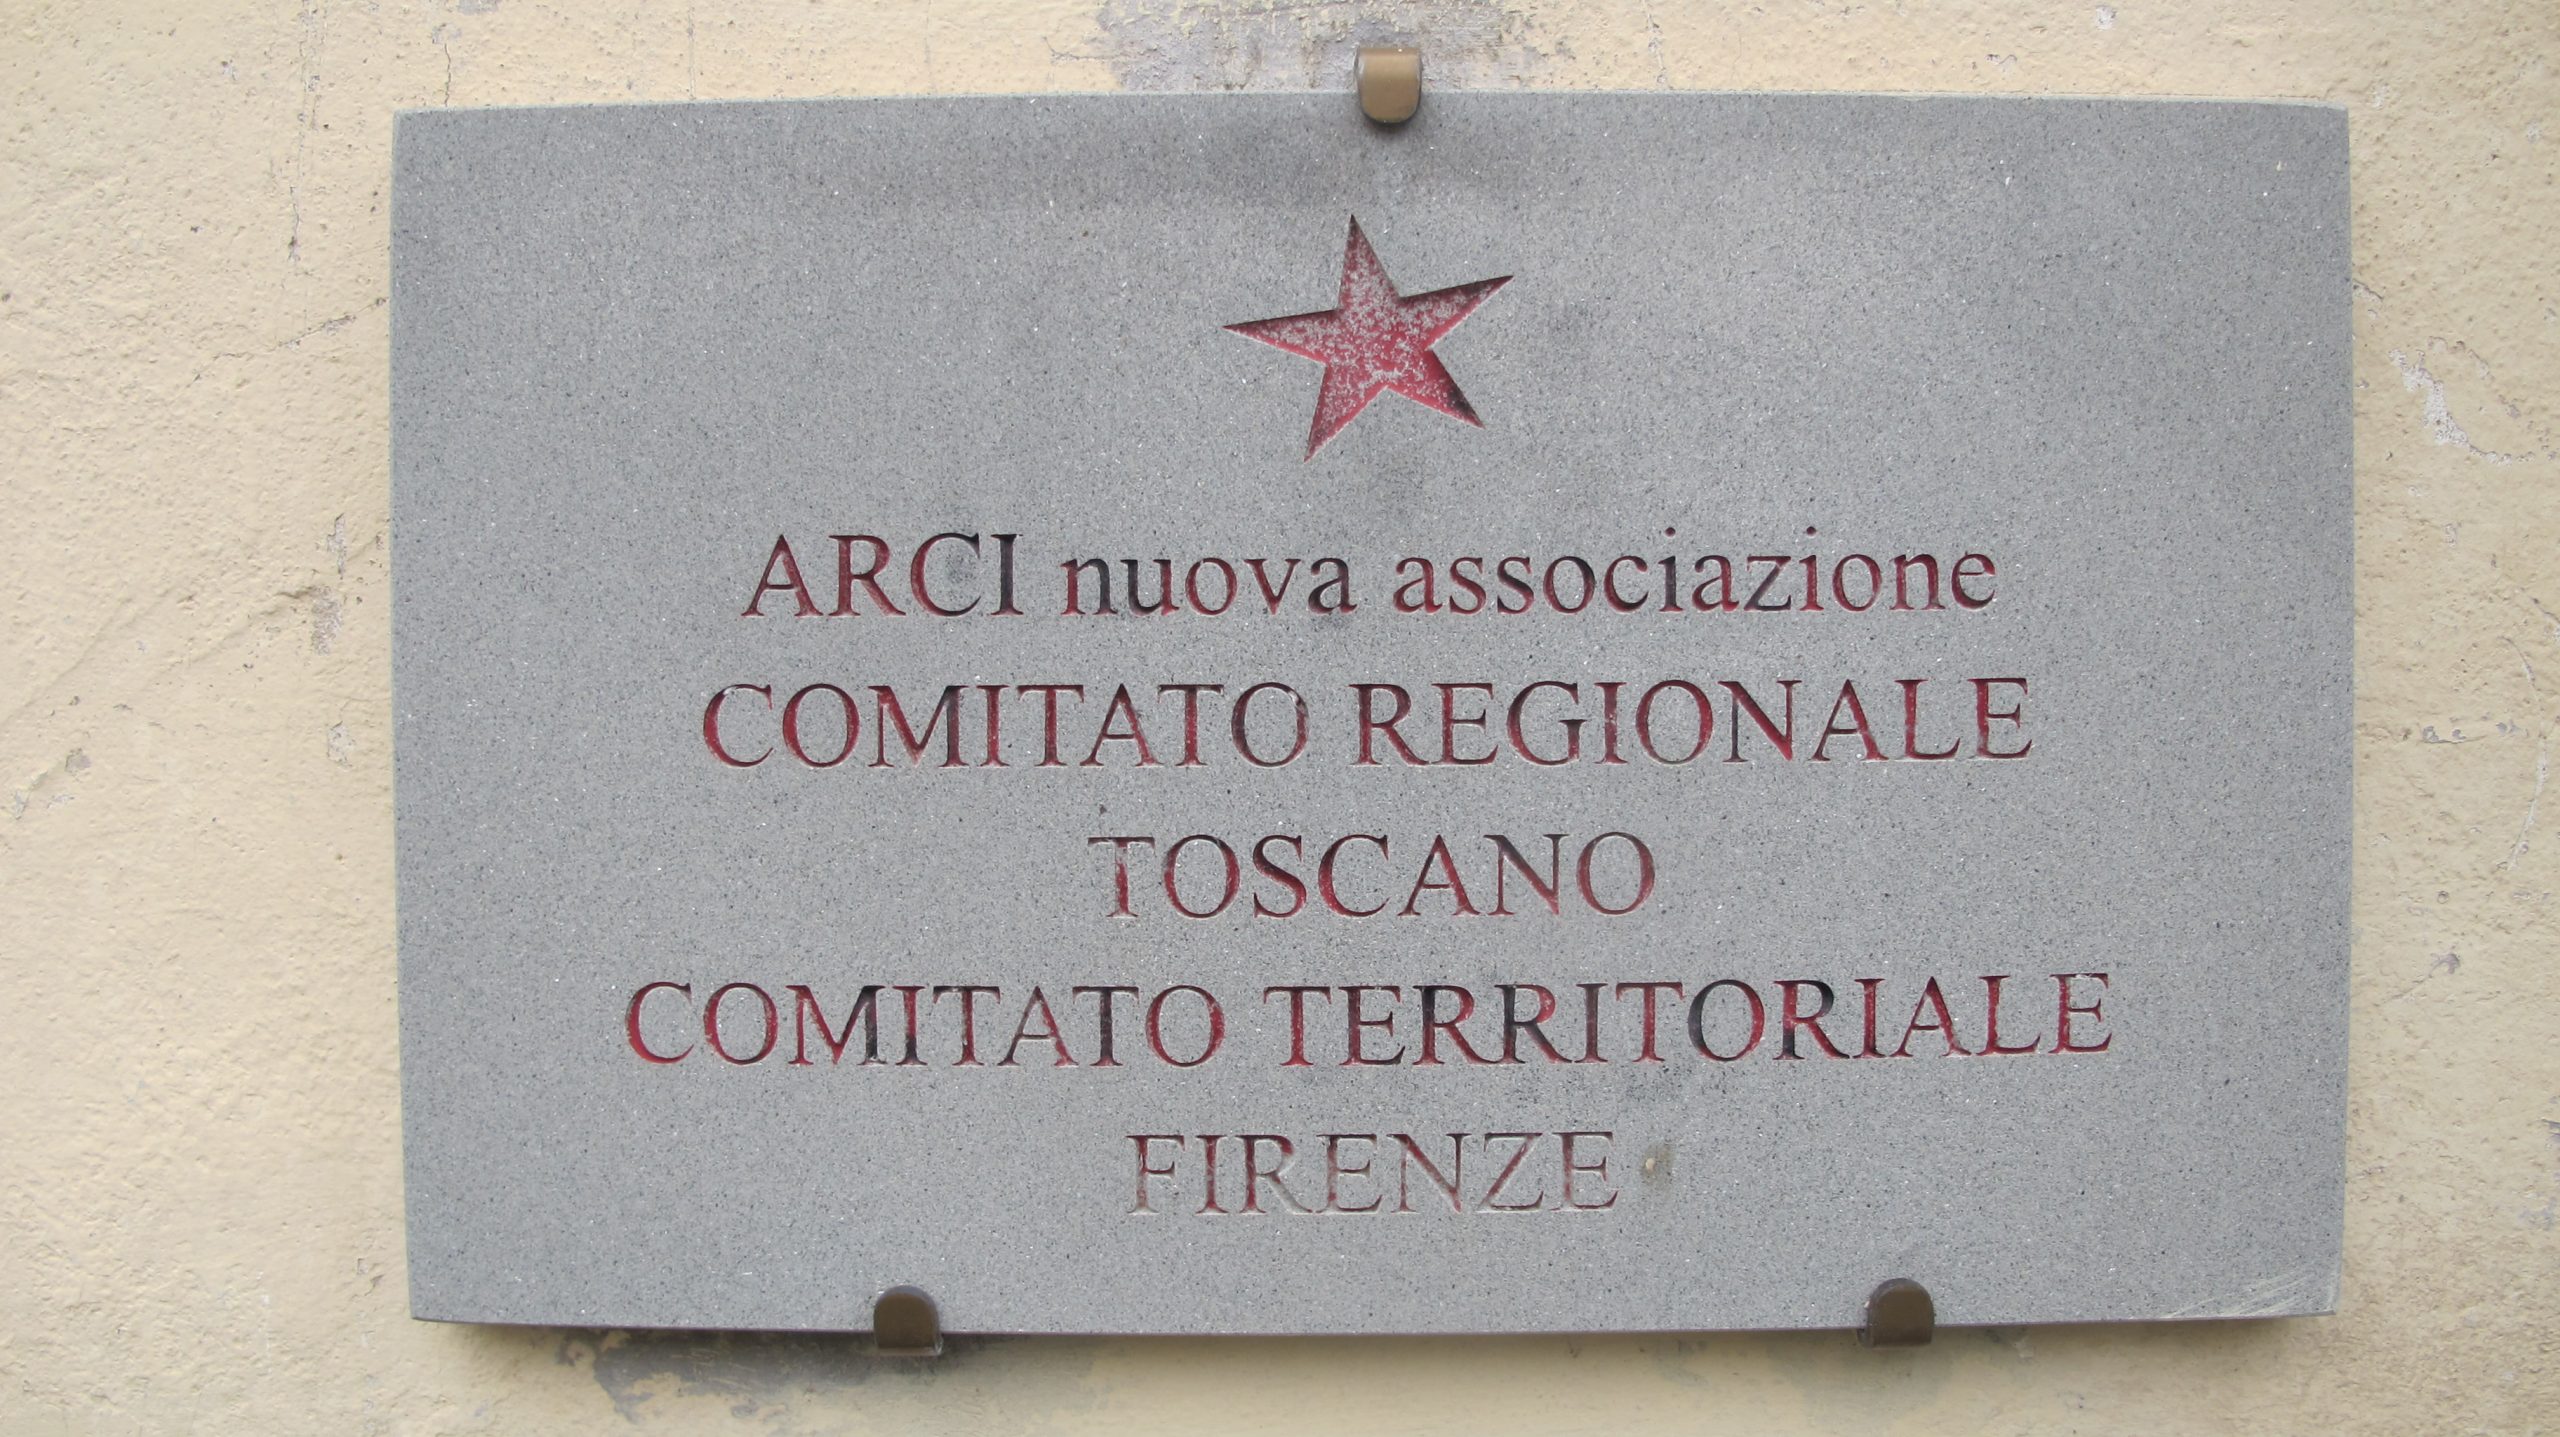 ARCI nuova associazione
COMITATO REGIONALE
TOSCANO
COMITATO TERRITORIALE
FIRENZE